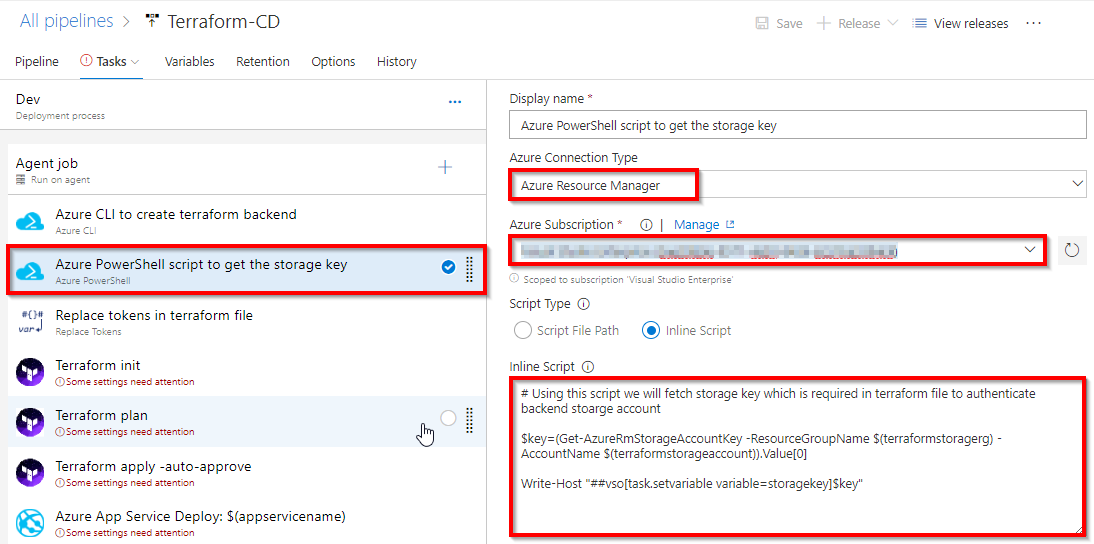 All pipelines > Terraform-CD
Save Release View releases ...
Pipeline Tasks Variables Retention Options History
Dev
Deployment process
...
Agent job
Run on agent
Azure CLI to create terraform backend
Azure CLI
Azure PowerShell script to get the storage key
Azure PowerShell
#{}#
var
Replace tokens in terraform file
Replace Tokens
Terraform init
Some settings need attention
Terraform plan
Some settings need attention
Terraform apply -auto-approve
Some settings need attention
Azure App Service Deploy: $(appservicename)
Some settings need attention
Display name *
Azure PowerShell script to get the storage key
Azure Connection Type
Azure Resource Manager
Azure Subscription * | Manage
Scoped to subscription 'Visual Studio Enterprise'
Script Type
Script File Path Inline Script
Inline Script
# Using this script we will fetch storage key which is required in terraform file to authenticate
backend stoarge account
$key=(Get-AzureRmStorageAccountKey -ResourceGroupName $(terraformstoragerg) -
AccountName $(terraformstorageaccount)).Value[0]
Write-Host "##vso[task.setvariable variable=storagekey]$key"